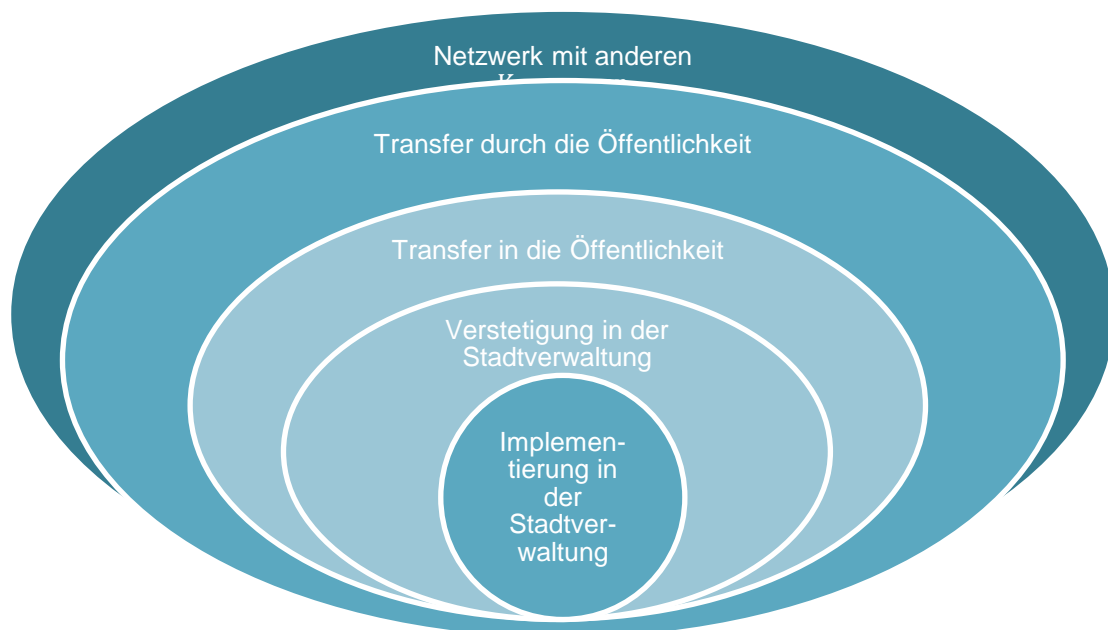 Netzwerk mit anderen
Transfer durch die Öffentlichkeit
Transfer in die Öffentlichkeit
Verstetigung in der
Stadtverwaltung
Implemen-
tierung in
der
Stadtver-
waltung